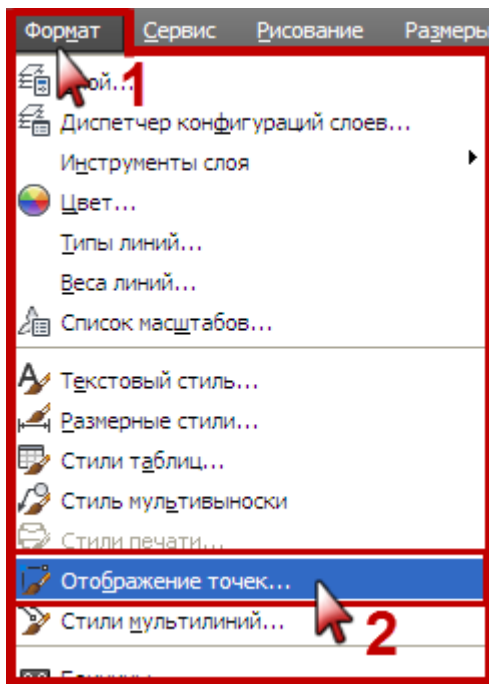 Формат Сервис Рисование Размеры
1
Диспетчер конфигураций слоев...
Инструменты слоя
Цвет...
Типы линий...
Веса линий...
Список масштабов...
Текстовый стиль...
Размерные стили...
Стили таблиц...
Стиль мультивыноски
Стили печати...
Отображение точек...
Стили мультилиний...
2